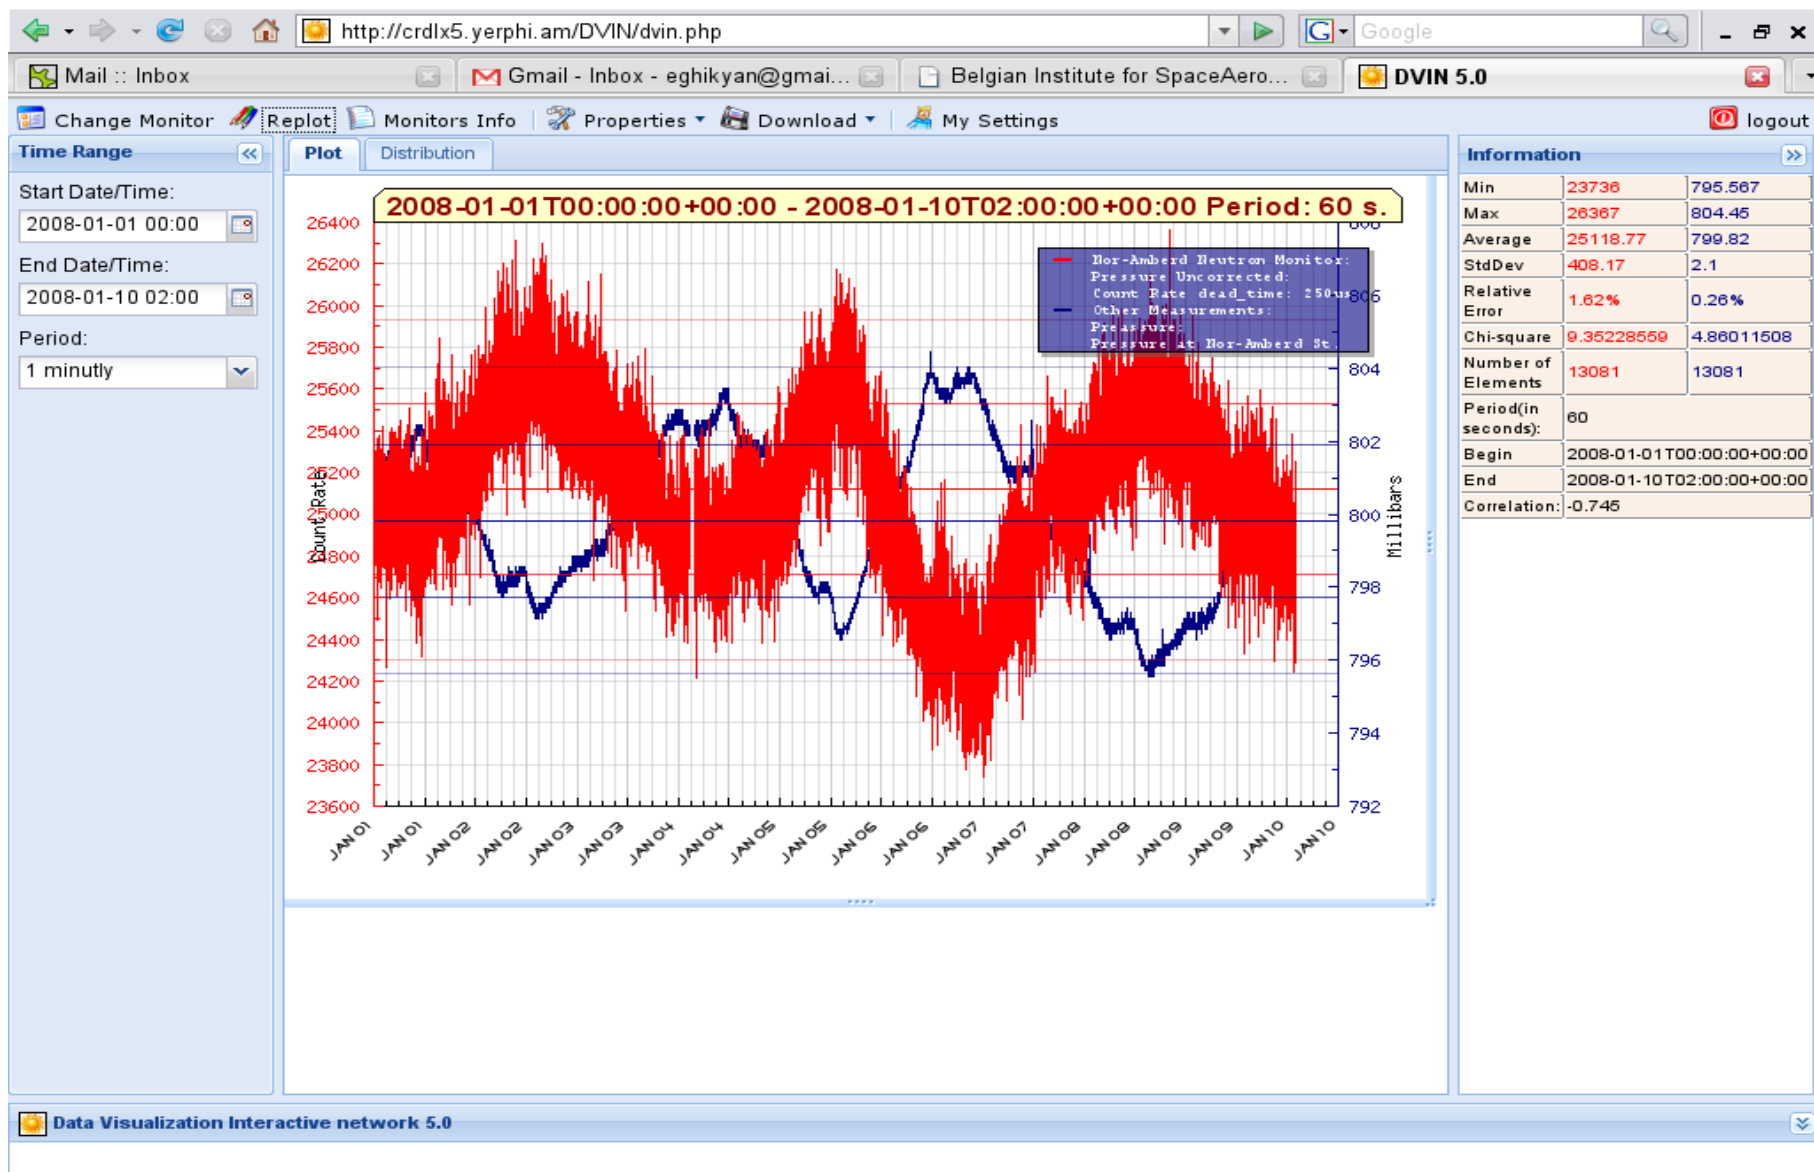 http://crdlx5.yerphi.am/DVIN/dvin.php
Google
Mail :: Inbox
Gmail - Inbox - eghikyan@gmai...
Belgian Institute for SpaceAero...
DVIN 5.0
Change Monitor
Replot
Monitors Info
Properties
Download
My Settings
logout
Time Range
Start Date/Time:
2008-01-01 00:00
End Date/Time:
2008-01-10 02:00
Period:
1 minutly
Plot
Distribution
2008-01-01T00:00:00+00:00 - 2008-01-10T02:00:00+00:00 Period: 60 s.
Nor-Amberd Neutron Monitor:
Pressure Uncorrected:
Count Rate dead_time: 250us
Other Measurements:
Preassure:
Pressure at Nor-Amberd St.
26400
26200
26000
25800
25600
25400
25200
25000
24800
24600
24400
24200
24000
23800
23600
Count Rate
808
806
804
802
800
798
796
794
792
Millibars
JAN 01
JAN 01
JAN 02
JAN 02
JAN 03
JAN 03
JAN 04
JAN 04
JAN 05
JAN 05
JAN 06
JAN 06
JAN 07
JAN 07
JAN 08
JAN 08
JAN 09
JAN 09
JAN 10
JAN 10
Information
Min 23736 795.567
Max 26367 804.45
Average 25118.77 799.82
StdDev 408.17 2.1
Relative Error 1.62% 0.26%
Chi-square 9.35228559 4.86011508
Number of Elements 13081 13081
Period(in seconds): 60
Begin 2008-01-01T00:00:00+00:00
End 2008-01-10T02:00:00+00:00
Correlation: -0.745
Data Visualization Interactive network 5.0